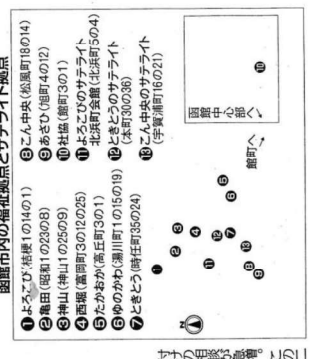 函館市内の福祉拠点とサテライト拠点
❶よろこび(桔梗1の14の1)
❷亀田(昭和1の23の8)
❸神山(神山1の25の9)
❹西堀(富岡町3の12の25)
❺たかおか(高丘町3の1)
❻ゆのかわ(湯川町1の15の19)
❼ときとう(時任町35の24)
❽こん中央(松風町18の14)
❾あさひ(旭町4の12)
❿社協(館町3の1)
⓫よろこびのサテライト
北浜町会館(北浜町5の4)
⓬ときとうのサテライト
(本町30の36)
⓭こん中央のサテライト
(宇賀浦町16の21)
N
❶
❷
❸
❹
❺
❻
⓬
❼
⓫
⓭
❽
❾
館町へ
函館中心部へ
❿